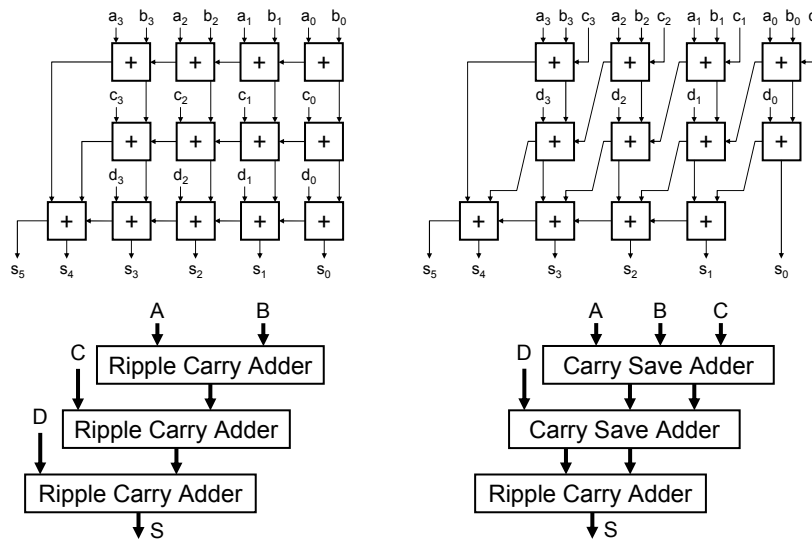 a3 b3 a2 b2 a1 b1 a0 b0
+ + + +
c3 c2 c1 c0
+ + + +
d3 d2 d1 d0
+ + + + +
s5 s4 s3 s2 s1 s0
a3 b3 c3 a2 b2 c2 a1 b1 c1 a0 b0 c
+ + + +
d3 d2 d1 d0
+ + + +
+ + + +
s5 s4 s3 s2 s1 s0
A B
C Ripple Carry Adder
D Ripple Carry Adder
Ripple Carry Adder
S
A B C
D Carry Save Adder
Carry Save Adder
Ripple Carry Adder
S